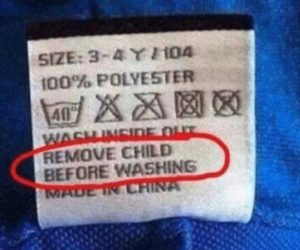 SIZE: 3-4 Y/104
100% POLYESTER
40°
WASH INSIDE OUT
REMOVE CHILD
BEFORE WASHING
MADE IN CHINA